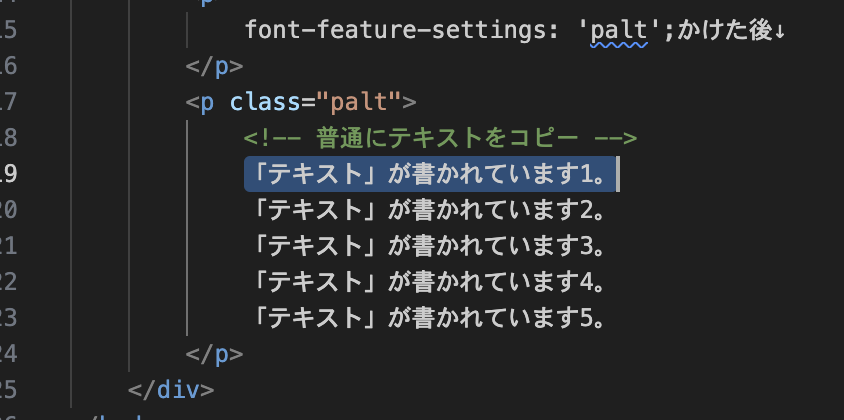 p
15 font-feature-settings: 'palt';かけた後↓
16 </p>
17 <p class="palt">
18 <!-- 普通にテキストをコピー -->
19 「テキスト」が書かれています1。
20 「テキスト」が書かれています2。
21 「テキスト」が書かれています3。
22 「テキスト」が書かれています4。
23 「テキスト」が書かれています5。
24 </p>
25 </div>